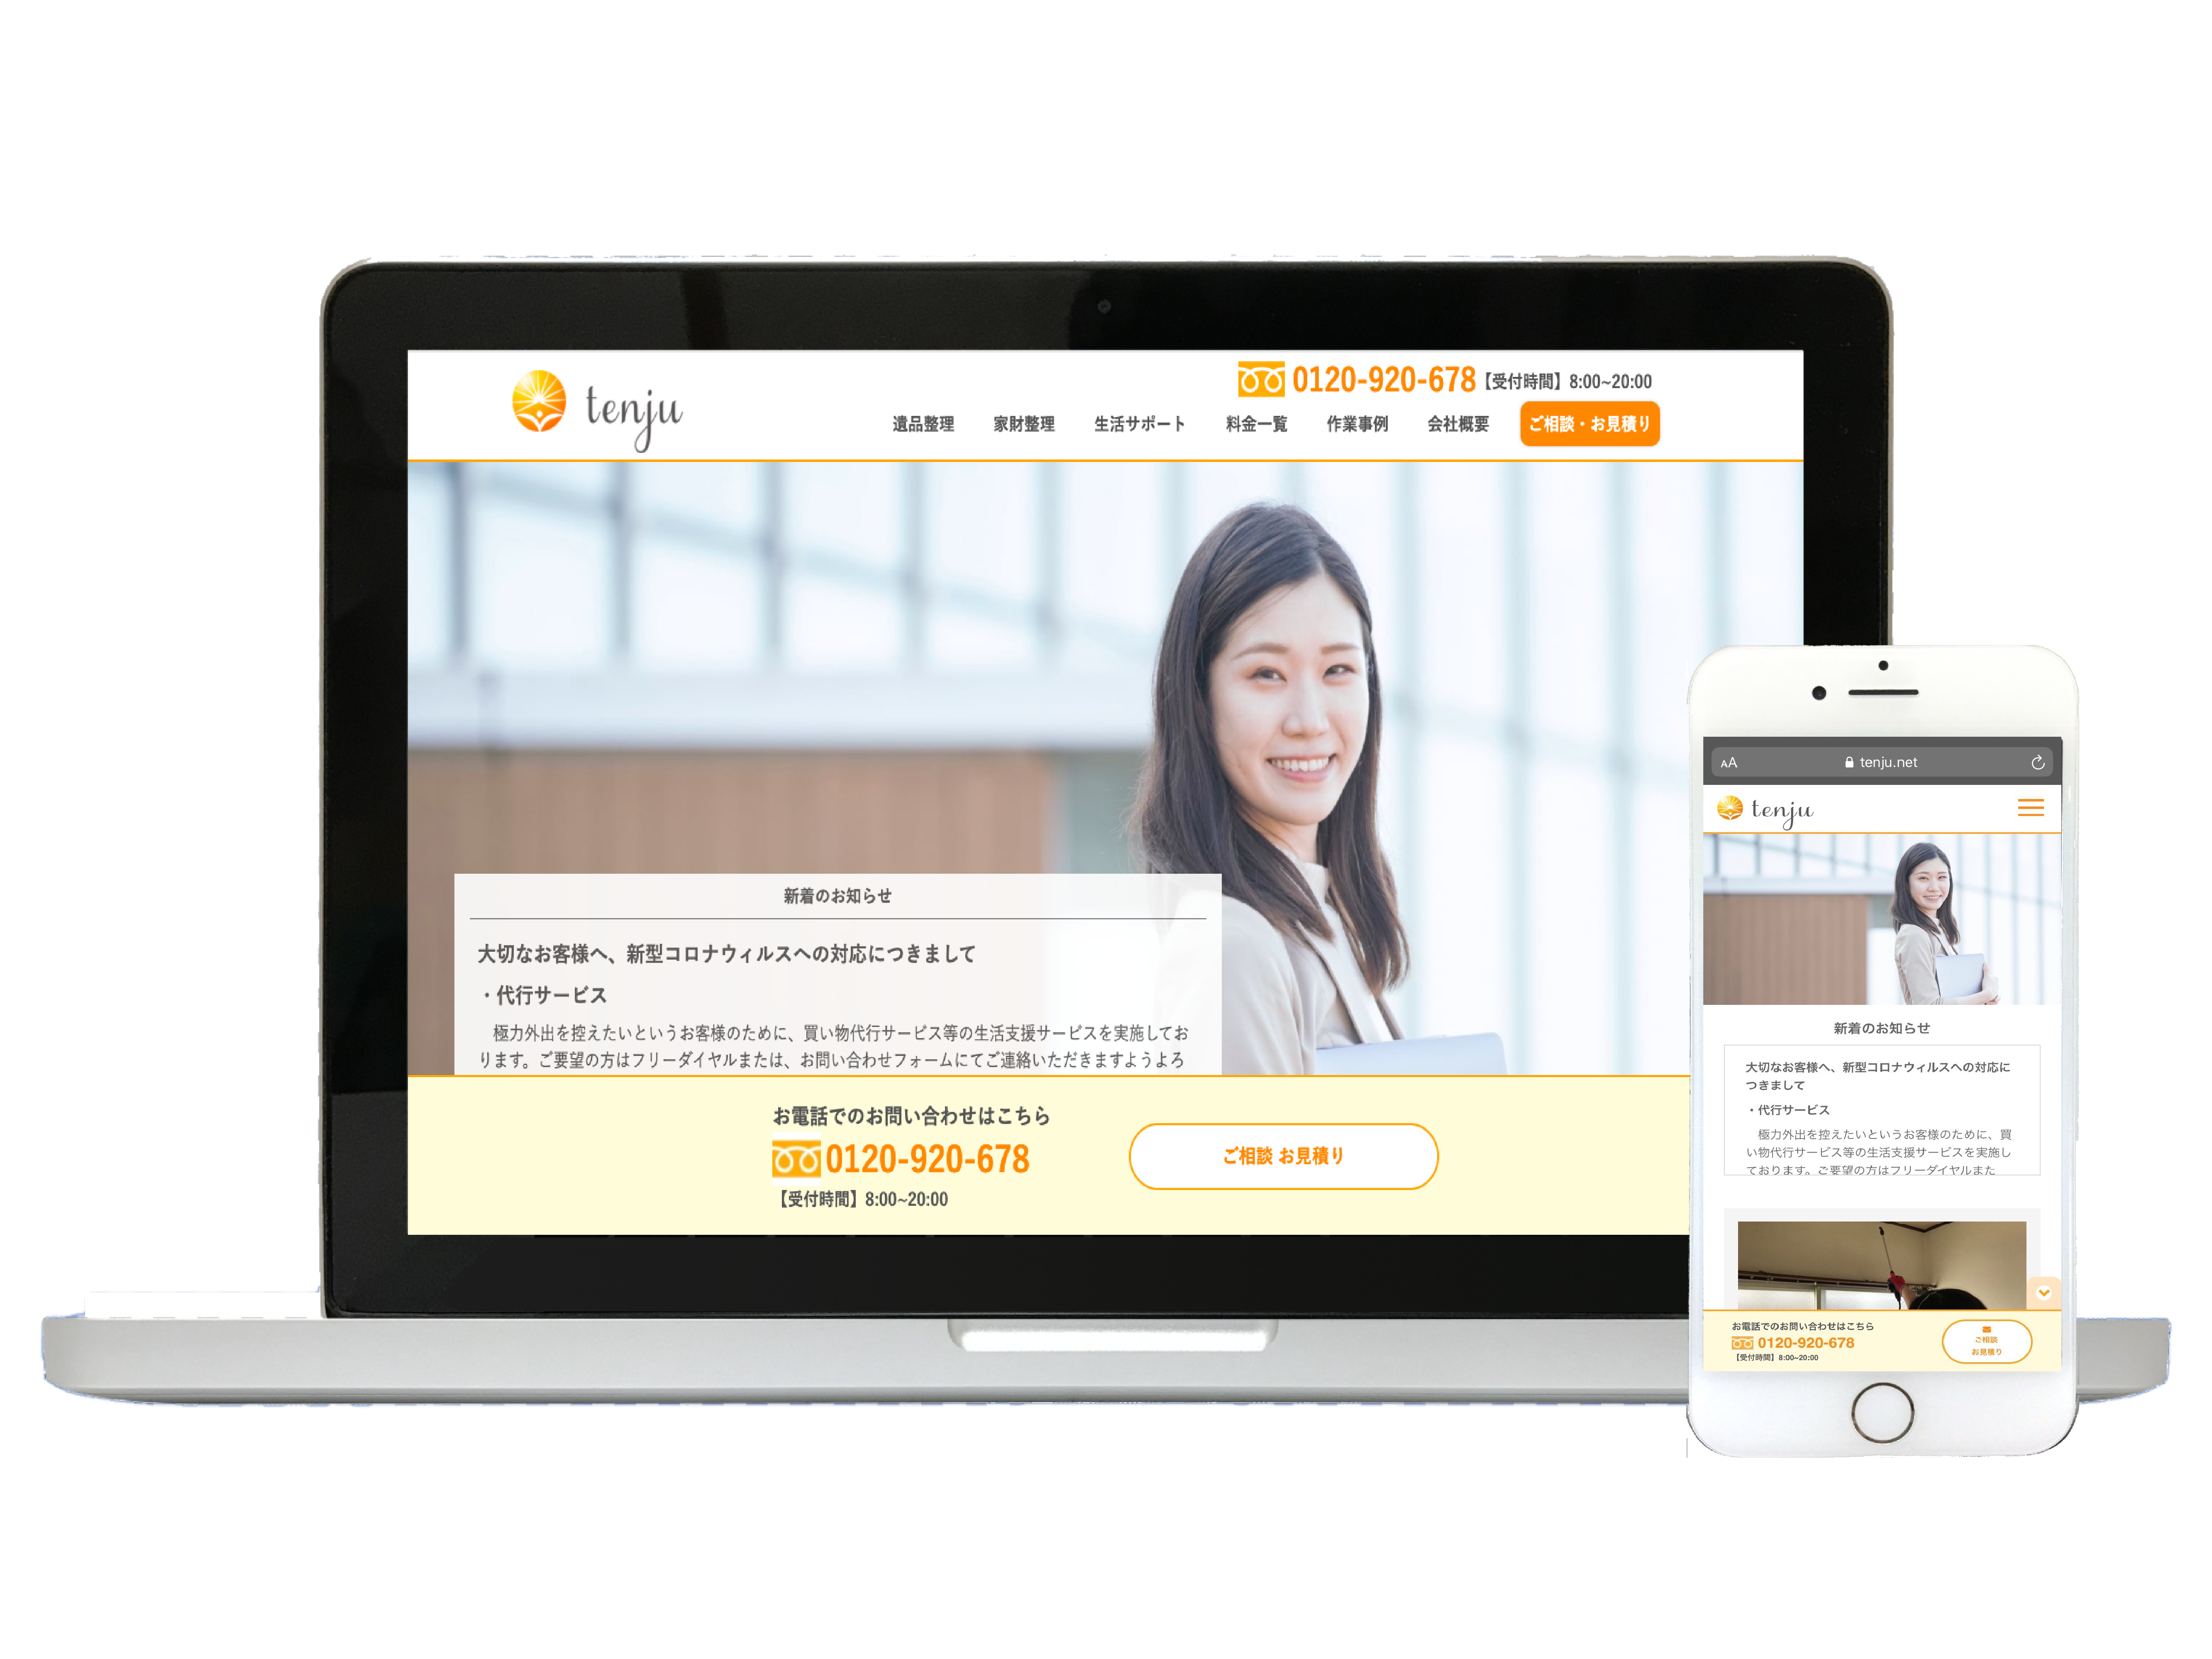 tenju
0120-920-678【受付時間】8:00~20:00
遺品整理 家財整理 生活サポート 料金一覧 作業事例 会社概要 ご相談・お見積り
新着のお知らせ
大切なお客様へ、新型コロナウィルスへの対応につきまして
・代行サービス
極力外出を控えたいというお客様のために、買い物代行サービス等の生活支援サービスを実施してお
ります。ご要望の方はフリーダイヤルまたは、お問い合わせフォームにてご連絡いただきますようよろ
お電話でのお問い合わせはこちら
0120-920-678
【受付時間】8:00~20:00
ご相談 お見積り
AA tenju.net
tenju
新着のお知らせ
大切なお客様へ、新型コロナウィルスへの対応に
つきまして
・代行サービス
極力外出を控えたいというお客様のために、買
い物代行サービス等の生活支援サービスを実施し
ております。ご要望の方はフリーダイヤルまた
お電話でのお問い合わせはこちら
0120-920-678
【受付時間】8:00~20:00
ご相談
お見積り